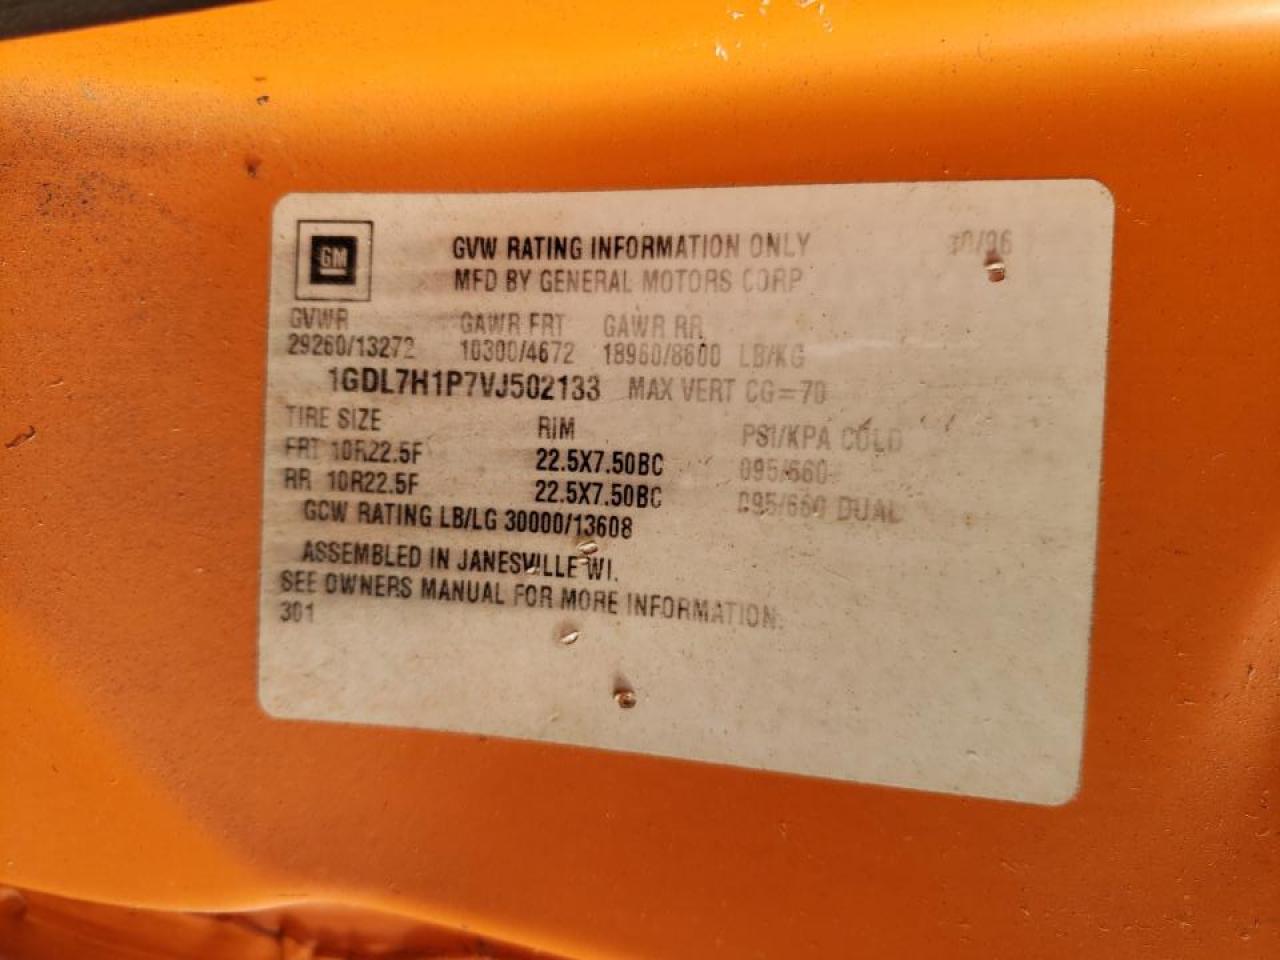 GM
GVW RATING INFORMATION ONLY 10/96
MFD BY GENERAL MOTORS CORP
GVWR GAWR FRT GAWR RR
29260/13272 10300/4672 18960/8600 LB/KG
1GDL7H1P7VJ502133 MAX VERT CG=70
TIRE SIZE RIM PSI/KPA COLD
FRT 10R22.5F 22.5X7.50BC 095/660
RR 10R22.5F 22.5X7.50BC 095/660 DUAL
GCW RATING LB/LG 30000/13608
ASSEMBLED IN JANESVILLE WI.
SEE OWNERS MANUAL FOR MORE INFORMATION.
301